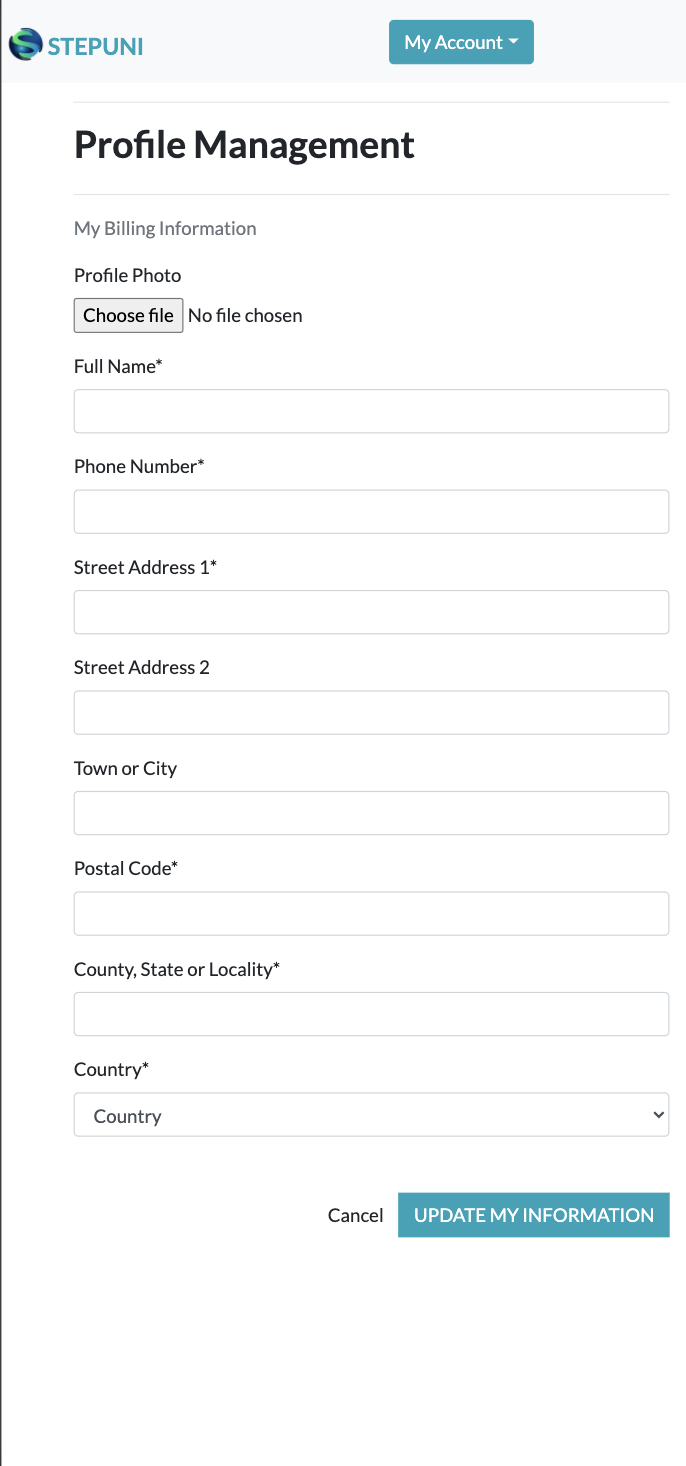 STEPUNI My Account
Profile Management
My Billing Information
Profile Photo
Choose file No file chosen
Full Name*
Phone Number*
Street Address 1*
Street Address 2
Town or City
Postal Code*
County, State or Locality*
Country*
Country
Cancel UPDATE MY INFORMATION